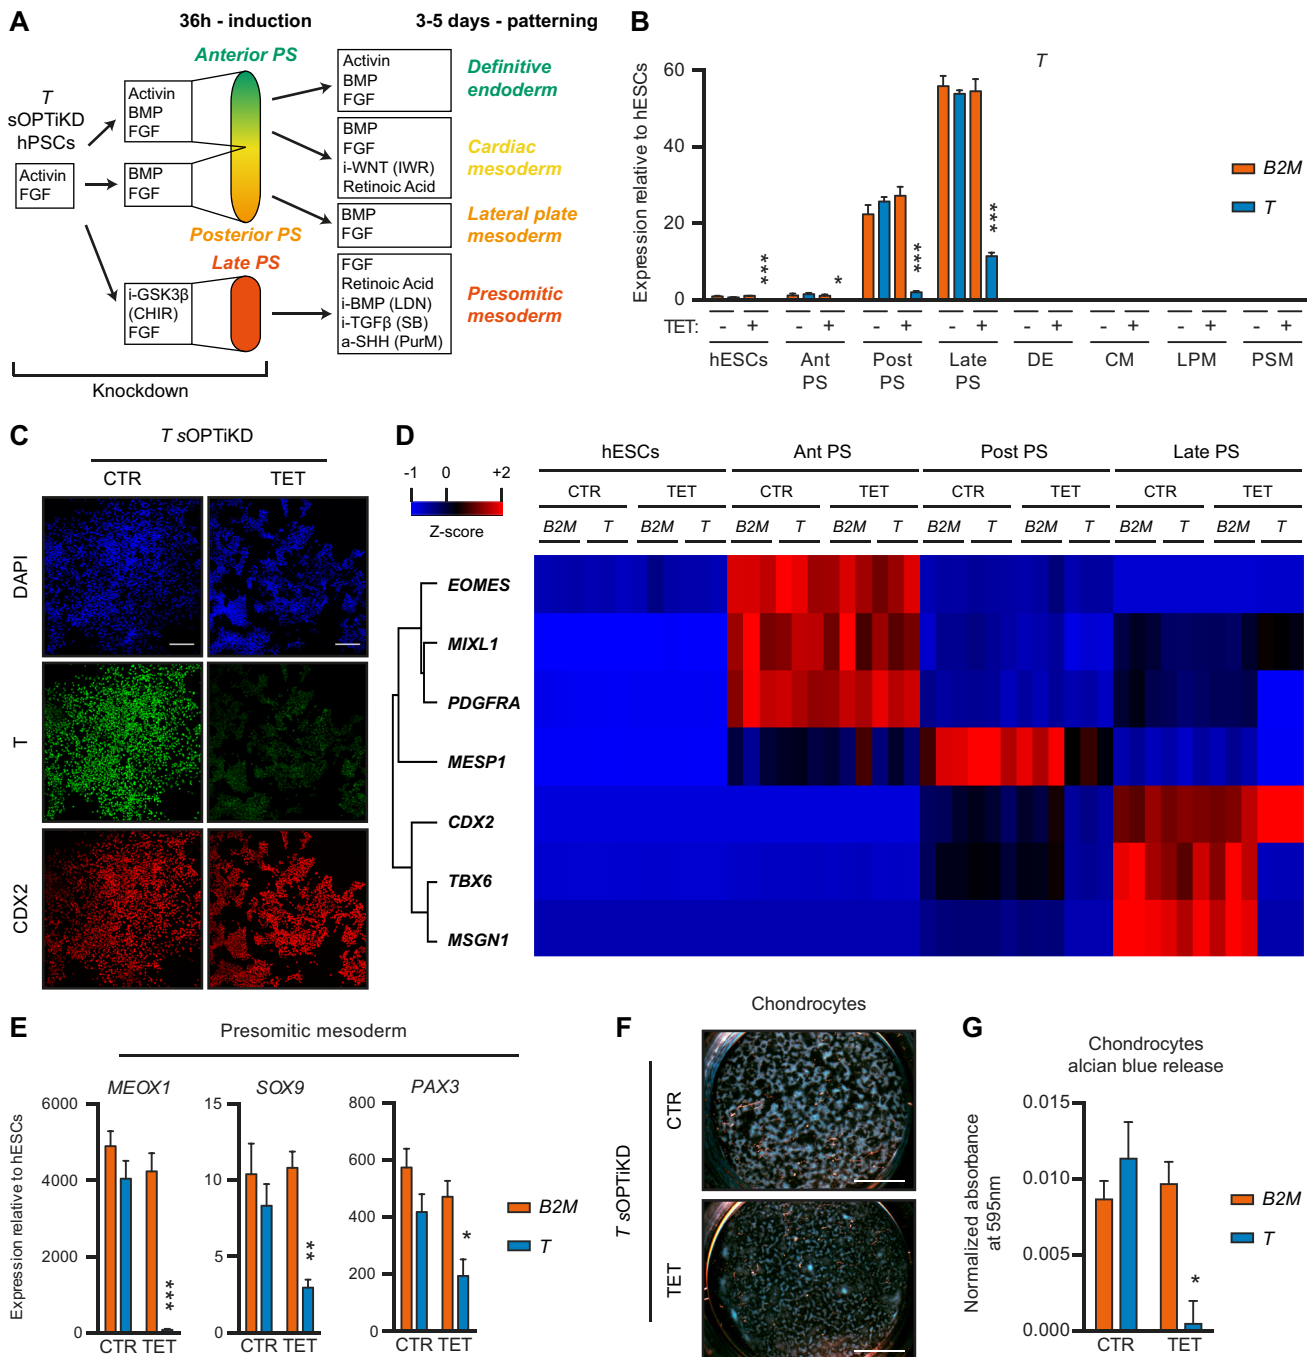 A
36h - induction
3-5 days - patterning
Anterior PS
T
sOPTiKD
hPSCs
Activin
FGF
Activin
BMP
FGF
BMP
FGF
Posterior PS
Late PS
i-GSK3β
(CHIR)
FGF
Knockdown
Activin
BMP
FGF
Definitive
endoderm
BMP
FGF
i-WNT (IWR)
Retinoic Acid
Cardiac
mesoderm
BMP
FGF
Lateral plate
mesoderm
FGF
Retinoic Acid
i-BMP (LDN)
i-TGFβ (SB)
a-SHH (PurM)
Presomitic
mesoderm
B
T
Expression relative to hESCs
60
40
20
0
***
*
***
***
B2M
T
TET: - + - + - + - + - + - + - + - +
hESCs Ant PS Post PS Late PS DE CM LPM PSM
C
T sOPTiKD
CTR TET
DAPI
T
CDX2
D
-1 0 +2
Z-score
hESCs Ant PS Post PS Late PS
CTR TET CTR TET CTR TET CTR TET
B2M T B2M T B2M T B2M T B2M T B2M T B2M T B2M T
EOMES
MIXL1
PDGFRA
MESP1
CDX2
TBX6
MSGN1
E
Presomitic mesoderm
Expression relative to hESCs
MEOX1
6000
4000
2000
0
***
CTR TET
SOX9
15
10
5
0
**
CTR TET
PAX3
800
600
400
200
0
*
CTR TET
B2M
T
F
Chondrocytes
T sOPTiKD
CTR
TET
G
Chondrocytes
alcian blue release
Normalized absorbance
at 595nm
0.015
0.010
0.005
0.000
*
CTR TET
B2M
T